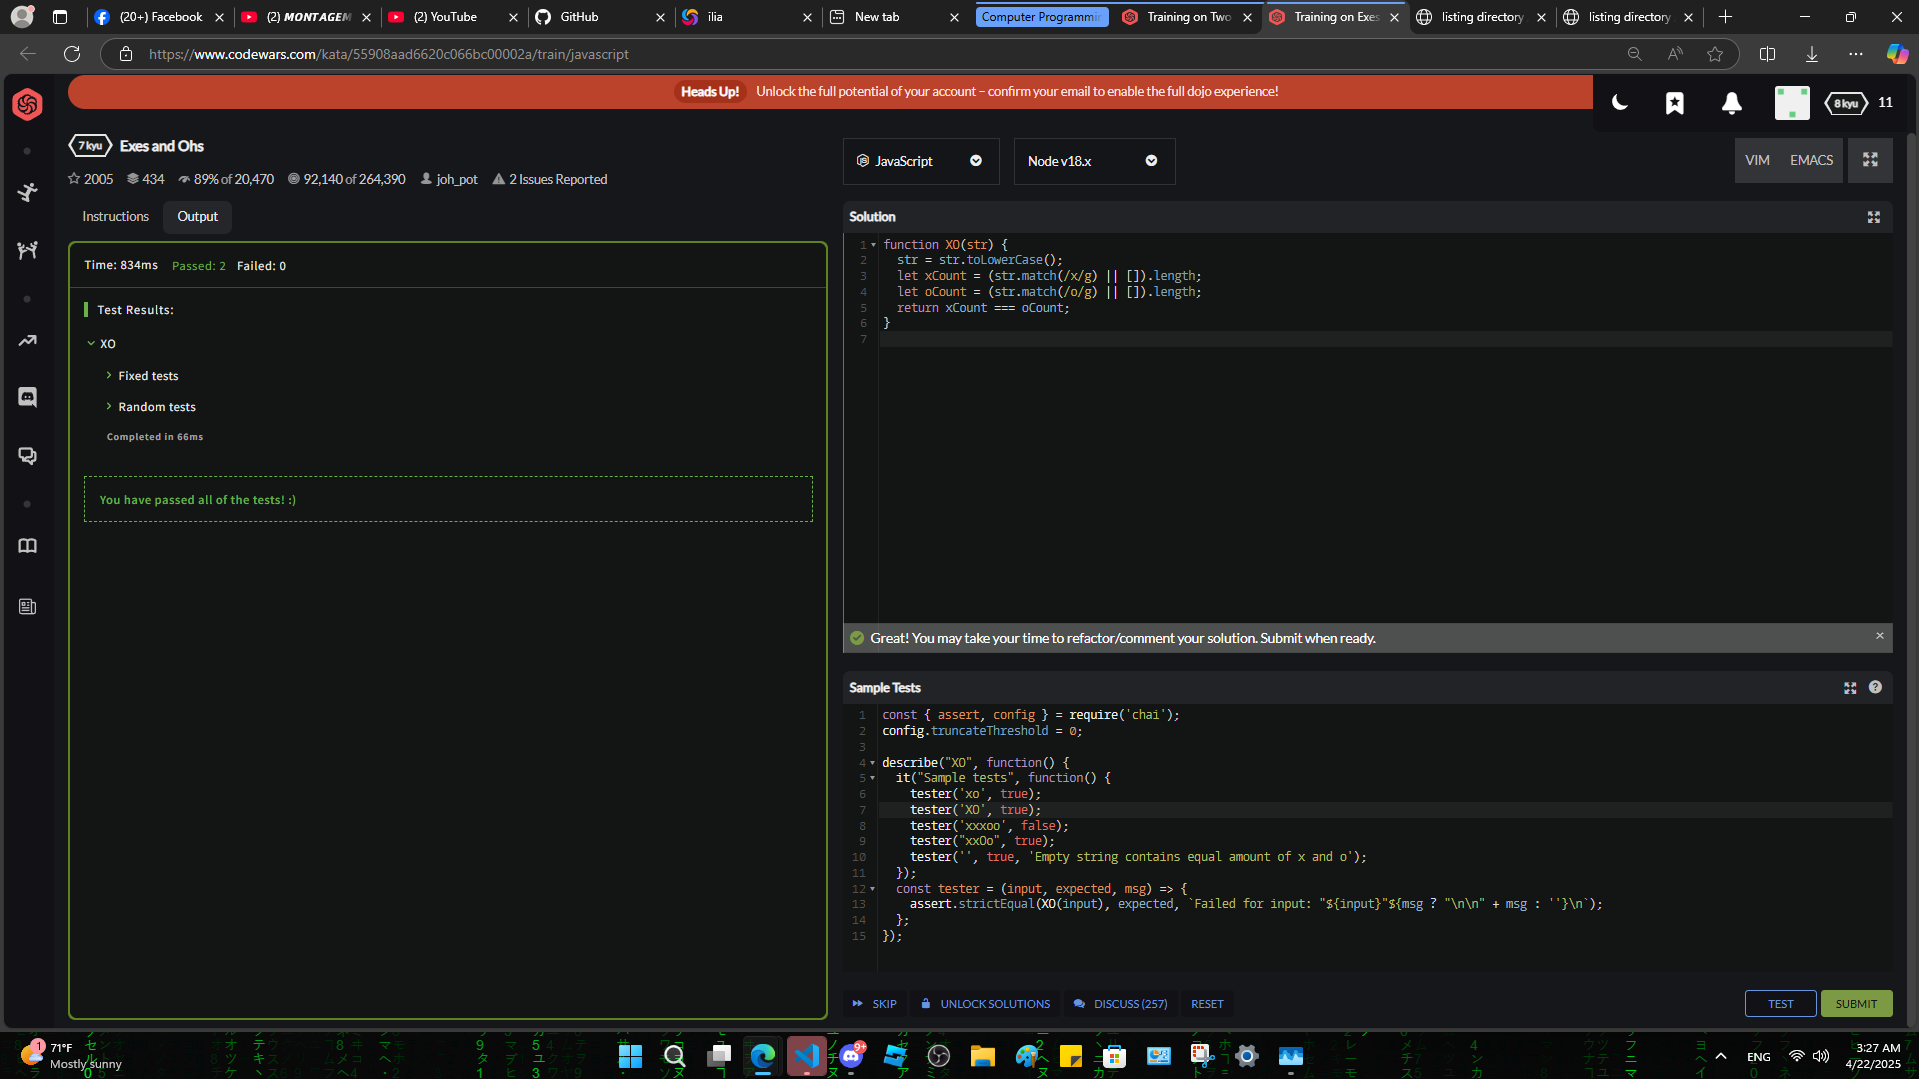 (20+) Facebook
(2) MONTAGEM
(2) YouTube
GitHub
ilia
New tab
Computer Programmi
Training on Two
Training on Exes
listing directory
listing directory
https://www.codewars.com/kata/55908aad6620c066bc00002a/train/javascript
Heads Up! Unlock the full potential of your account – confirm your email to enable the full dojo experience!
8 kyu 11
7 kyu Exes and Ohs
2005 434 89% of 20,470 92,140 of 264,390 joh_pot 2 Issues Reported
JavaScript
Node v18.x
VIM EMACS
Instructions Output
Time: 834ms Passed: 2 Failed: 0
Test Results:
XO
Fixed tests
Random tests
Completed in 66ms
You have passed all of the tests! :)
Solution
1 function XO(str) {
2 str = str.toLowerCase();
3 let xCount = (str.match(/x/g) || []).length;
4 let oCount = (str.match(/o/g) || []).length;
5 return xCount === oCount;
6 }
7
Great! You may take your time to refactor/comment your solution. Submit when ready.
Sample Tests
1 const { assert, config } = require('chai');
2 config.truncateThreshold = 0;
3
4 describe("XO", function() {
5 it("Sample tests", function() {
6 tester('xo', true);
7 tester('XO', true);
8 tester('xxxoo', false);
9 tester("xxOo", true);
10 tester('', true, 'Empty string contains equal amount of x and o');
11 });
12 const tester = (input, expected, msg) => {
13 assert.strictEqual(XO(input), expected, `Failed for input: "${input}"${msg ? "\n\n" + msg : ''}\n`);
14 };
15 });
SKIP UNLOCK SOLUTIONS DISCUSS (257) RESET
TEST SUBMIT
1 71°F
Mostly sunny
9+
ENG
3:27 AM
4/22/2025